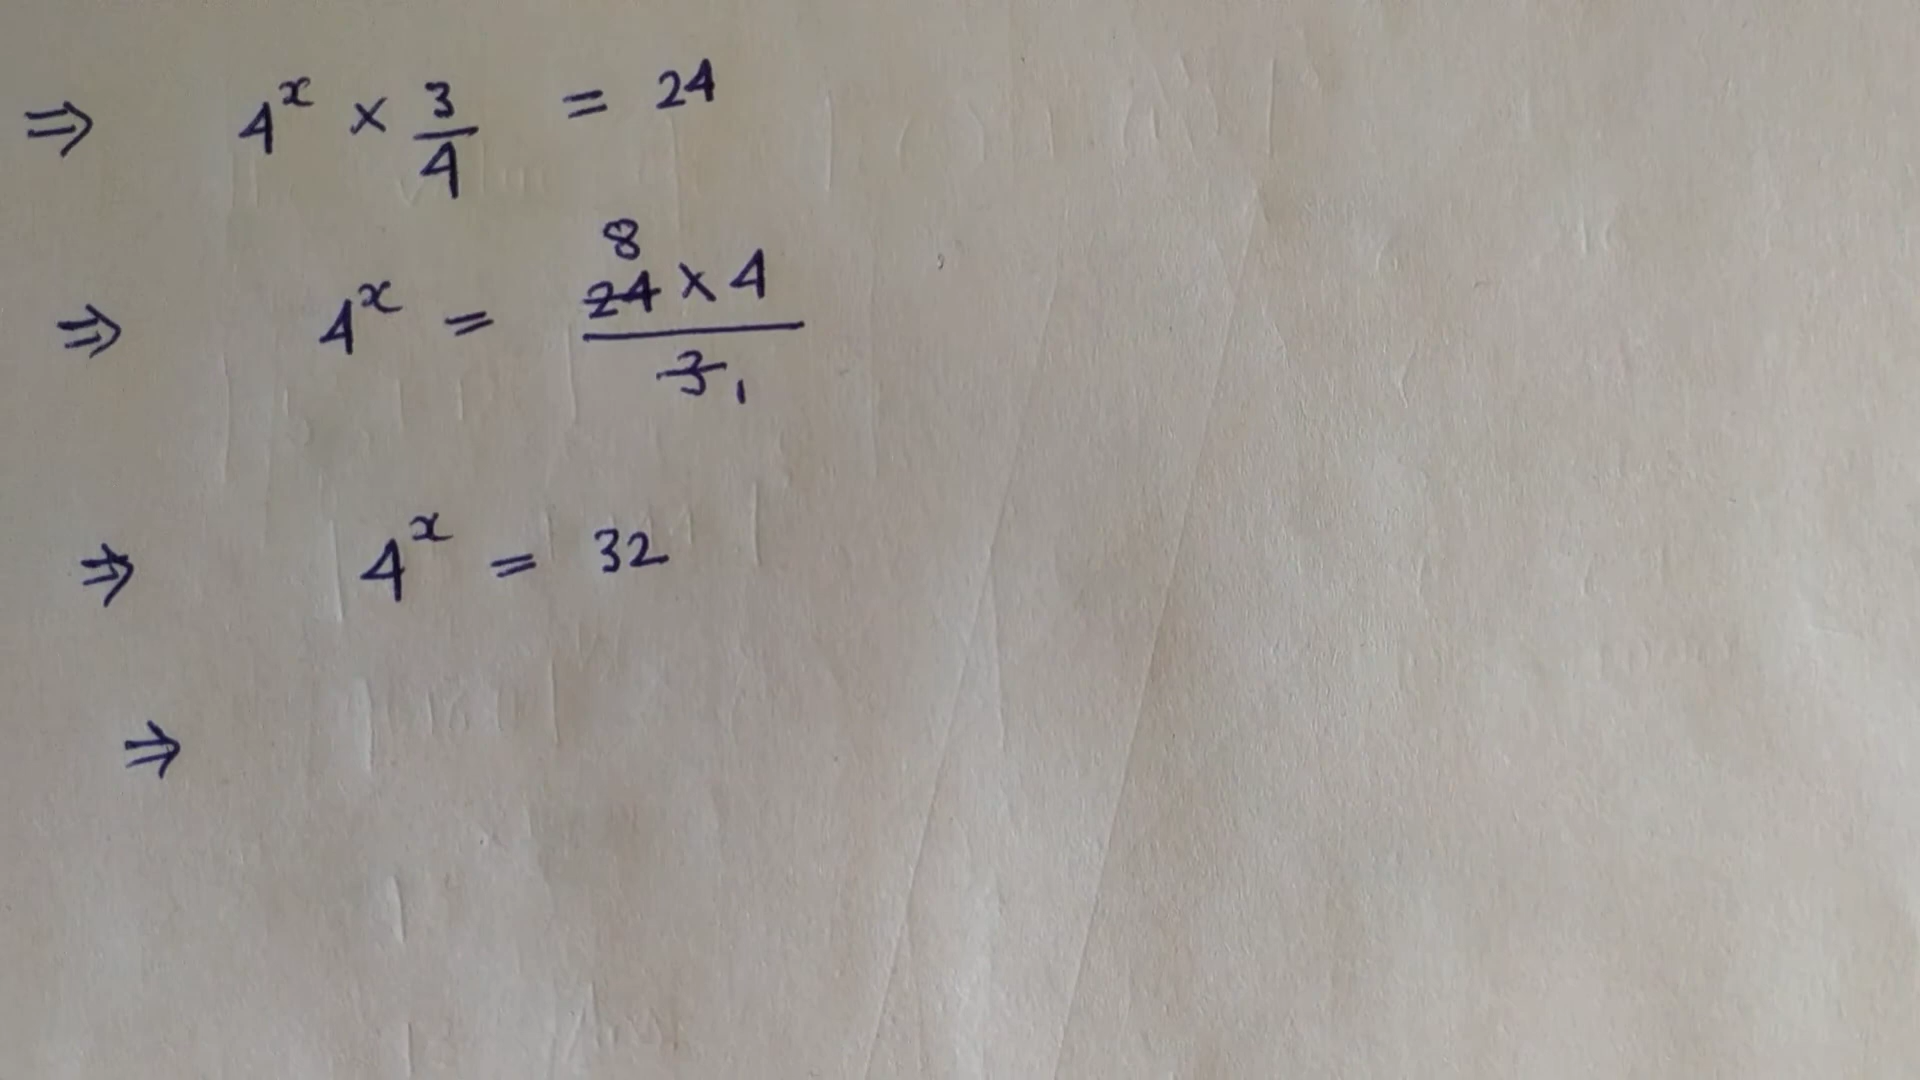 ⇒ 4^x × 3/4 = 24
⇒ 4^x = 8 24 × 4 / 3 1
⇒ 4^x = 32
⇒